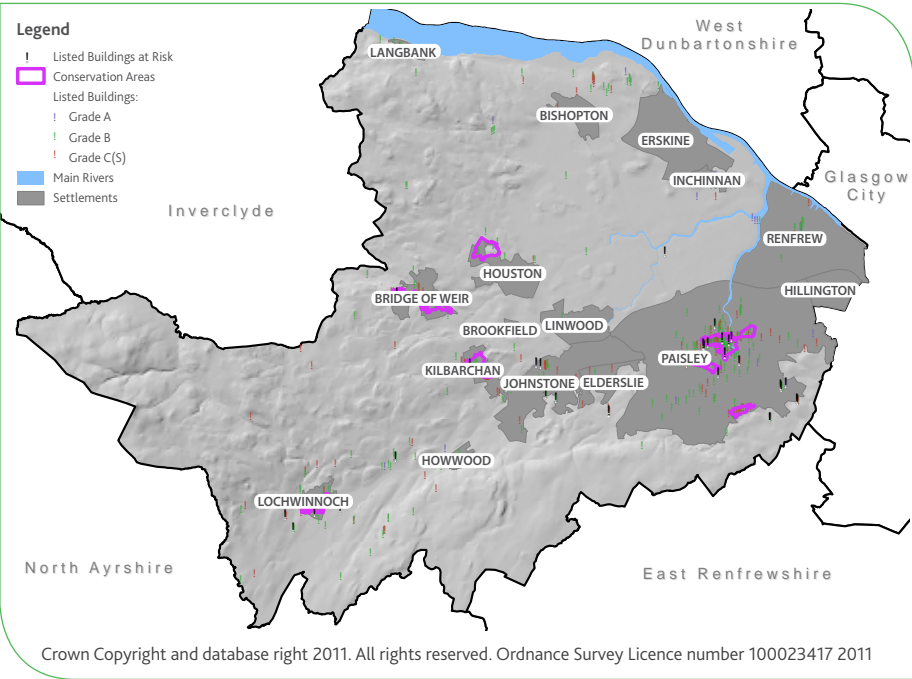 Legend
Listed Buildings at Risk
Conservation Areas
Listed Buildings:
Grade A
Grade B
Grade C(S)
Main Rivers
Settlements
West
Dunbartonshire
Glasgow
City
Inverclyde
North Ayrshire
East Renfrewshire
LANGBANK
BISHOPTON
ERSKINE
INCHINNAN
RENFREW
HOUSTON
HILLINGTON
BRIDGE OF WEIR
BROOKFIELD
LINWOOD
PAISLEY
KILBARCHAN
JOHNSTONE
ELDERSLIE
HOWWOOD
LOCHWINNOCH
Crown Copyright and database right 2011. All rights reserved. Ordnance Survey Licence number 100023417 2011